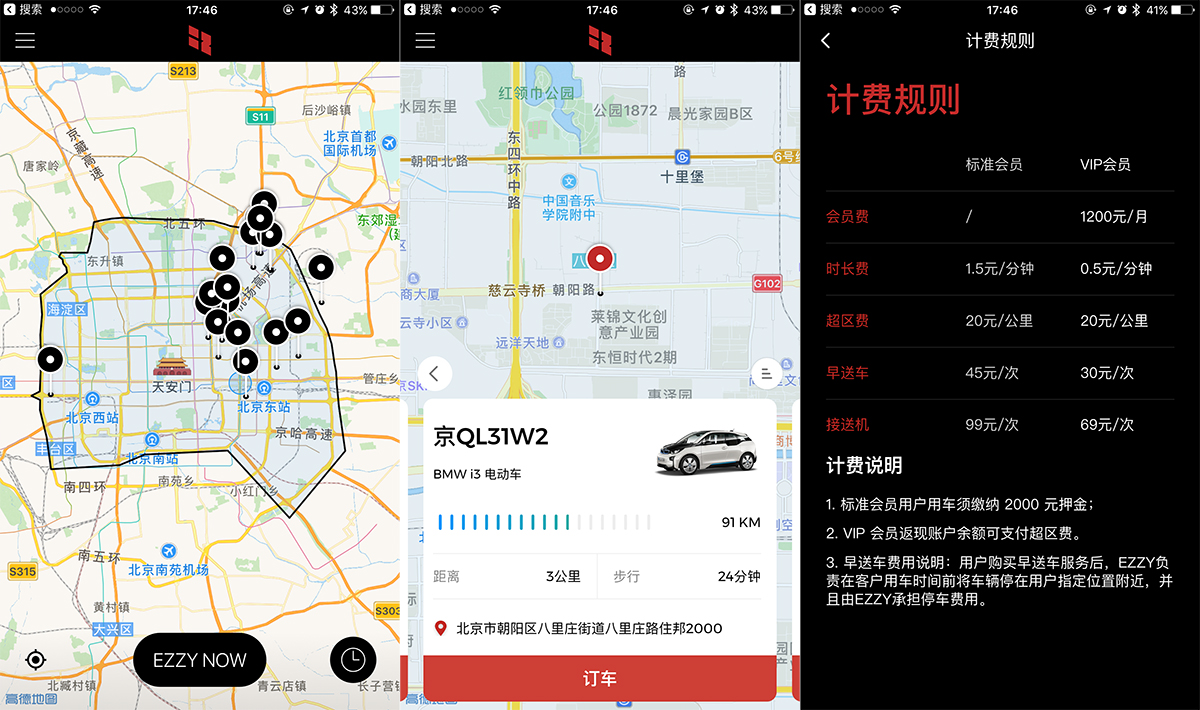 搜索
17:46
43%
S213
后沙峪镇
S11
北京首都
国际机场
京藏高速
唐家岭
北五环
东郊湿
东升镇
机场高速
海淀区
天安门
管庄乡
区
北京西站
北京东站
京哈高速
丰台区
北京南站
南四环
南苑乡
小红门乡
南五环
北京南苑机场
S315
黄村镇
大兴区
S303
EZZY NOW
北臧村镇
青云店镇
长子营镇
高德地图
搜索
17:46
43%
路
红领巾公园
水园东里
公园1872
晨光家园B区
东四环中路
朝阳北路
6号线
十里堡
中国音乐
学院附中
八
G102
商大厦
慈云寺桥
朝阳路
云寺小区
莱锦文化创
意产业园
远洋天地
东恒时代2期
京SK
惠泽园
京QL31W2
BMW i3 电动车
91 KM
距离
3公里
步行
24分钟
北京市朝阳区八里庄街道八里庄路住邦2000
订车
搜索
17:46
41%
计费规则
计费规则
标准会员
VIP会员
会员费
/
1200元/月
时长费
1.5元/分钟
0.5元/分钟
超区费
20元/公里
20元/公里
早送车
45元/次
30元/次
接送机
99元/次
69元/次
计费说明
1. 标准会员用户用车须缴纳 2000 元押金；
2. VIP 会员返现账户余额可支付超区费。
3. 早送车费用说明：用户购买早送车服务后，EZZY负
责在客户用车时间前将车辆停在用户指定位置附近，并
且由EZZY承担停车费用。